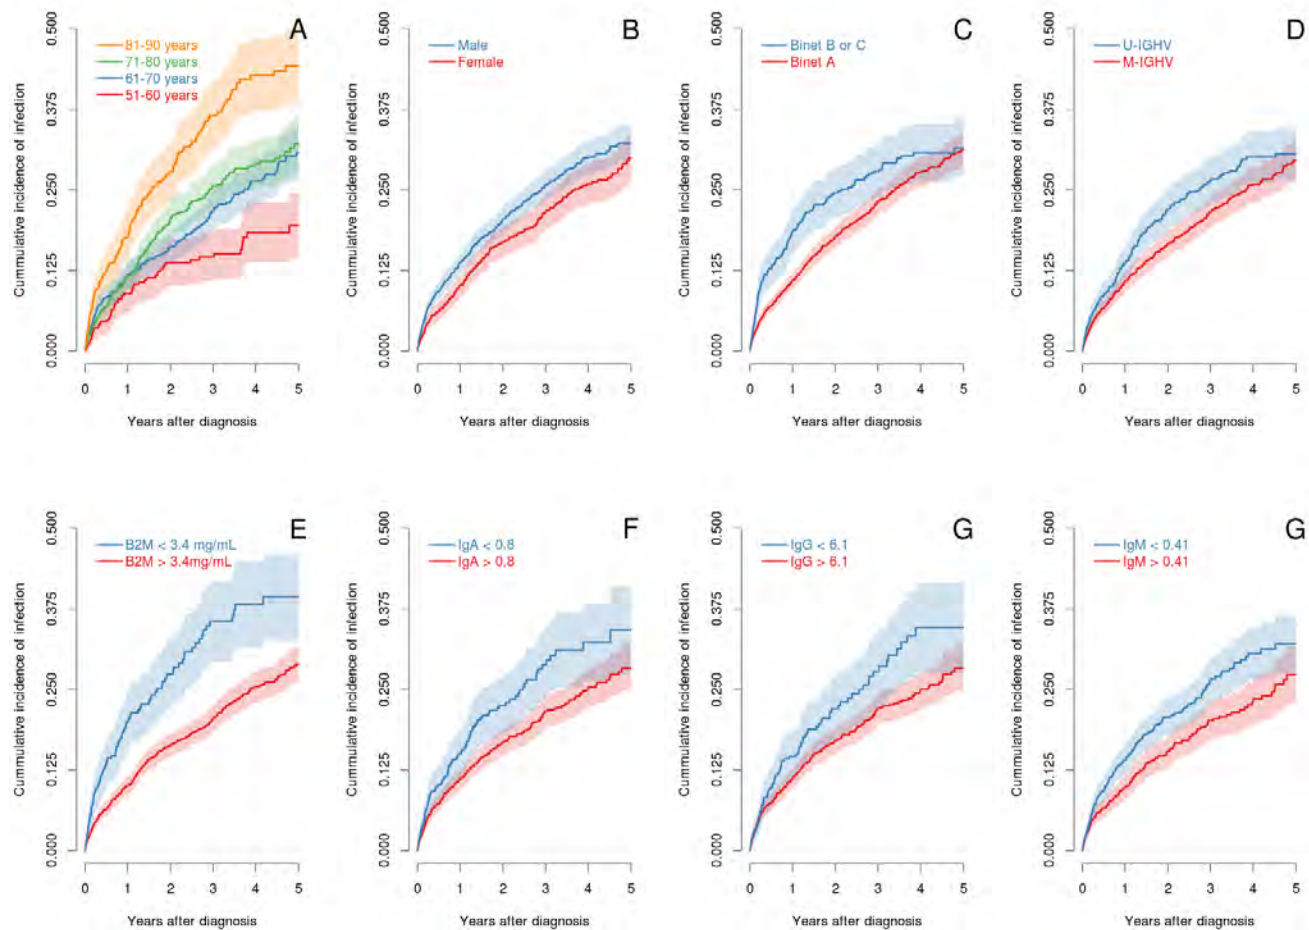 A
81-90 years
71-80 years
61-70 years
51-60 years
Cummulative incidence of infection
0.000 0.125 0.250 0.375 0.500
0 1 2 3 4 5
Years after diagnosis
B
Male
Female
Cummulative incidence of infection
0.000 0.125 0.250 0.375 0.500
0 1 2 3 4 5
Years after diagnosis
C
Binet B or C
Binet A
Cummulative incidence of infection
0.000 0.125 0.250 0.375 0.500
0 1 2 3 4 5
Years after diagnosis
D
U-IGHV
M-IGHV
Cummulative incidence of infection
0.000 0.125 0.250 0.375 0.500
0 1 2 3 4 5
Years after diagnosis
E
B2M < 3.4 mg/mL
B2M > 3.4mg/mL
Cummulative incidence of infection
0.000 0.125 0.250 0.375 0.500
0 1 2 3 4 5
Years after diagnosis
F
IgA < 0.8
IgA > 0.8
Cummulative incidence of infection
0.000 0.125 0.250 0.375 0.500
0 1 2 3 4 5
Years after diagnosis
G
IgG < 6.1
IgG > 6.1
Cummulative incidence of infection
0.000 0.125 0.250 0.375 0.500
0 1 2 3 4 5
Years after diagnosis
G
IgM < 0.41
IgM > 0.41
Cummulative incidence of infection
0.000 0.125 0.250 0.375 0.500
0 1 2 3 4 5
Years after diagnosis